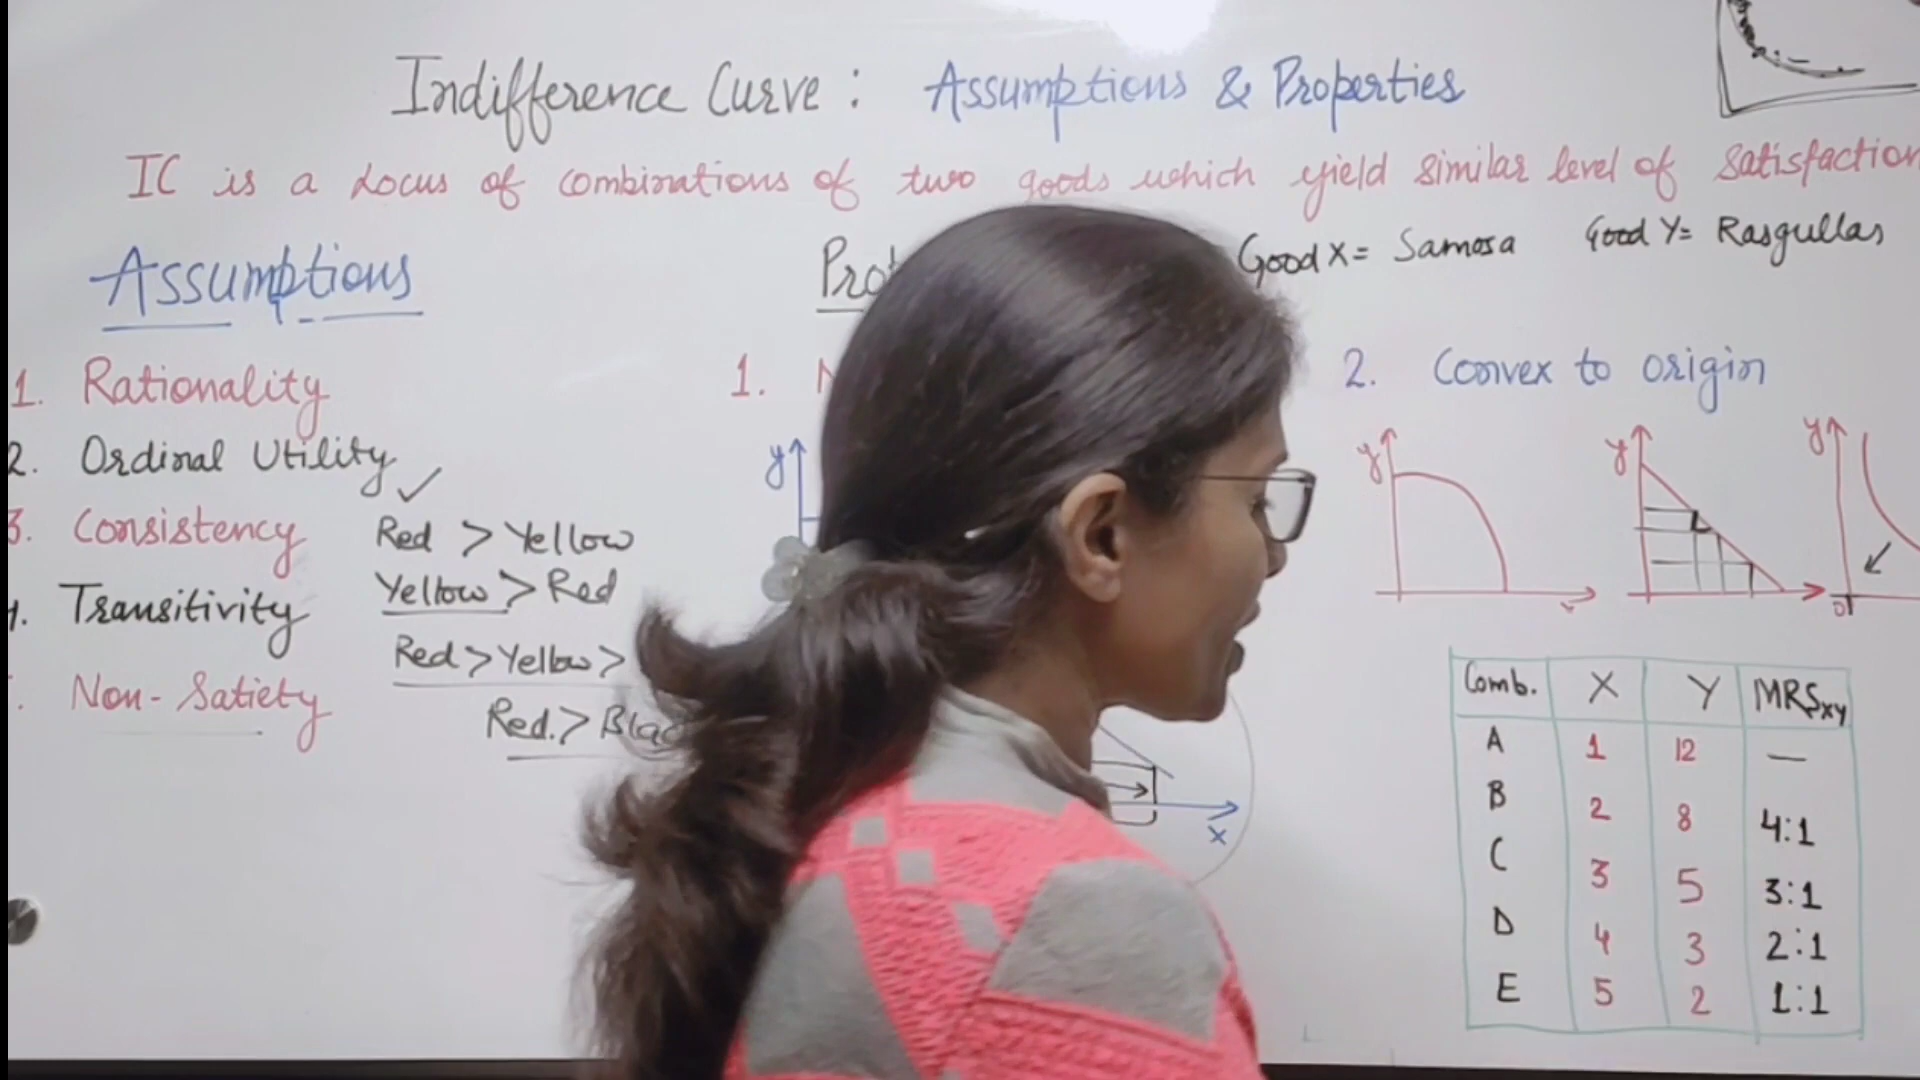 Indifference Curve : Assumptions & Properties
IC is a Locus of combinations of two goods which yield similar level of satisfaction
Good X = Samosa Good Y = Rasgullas
Assumptions
1. Rationality
2. Ordinal Utility ✓
3. Consistency
Red > Yellow
Yellow > Red
Transitivity
Red > Yellow >
Non-Satiety
Red. >
1.
y
x
2. Convex to origin
y
y
y
0
Comb. X Y MRSxy
A 1 12 —
B 2 8 4:1
C 3 5 3:1
D 4 3 2:1
E 5 2 1:1